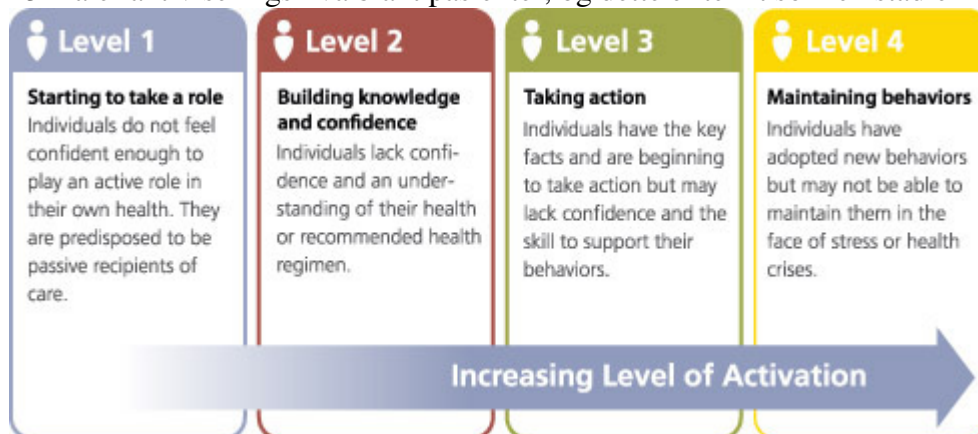 Level 1
Starting to take a role
Individuals do not feel
confident enough to
play an active role in
their own health. They
are predisposed to be
passive recipients of
care.
Level 2
Building knowledge
and confidence
Individuals lack confi-
dence and an under-
standing of their health
or recommended health
regimen.
Level 3
Taking action
Individuals have the key
facts and are beginning
to take action but may
lack confidence and the
skill to support their
behaviors.
Level 4
Maintaining behaviors
Individuals have
adopted new behaviors
but may not be able to
maintain them in the
face of stress or health
crises.
Increasing Level of Activation